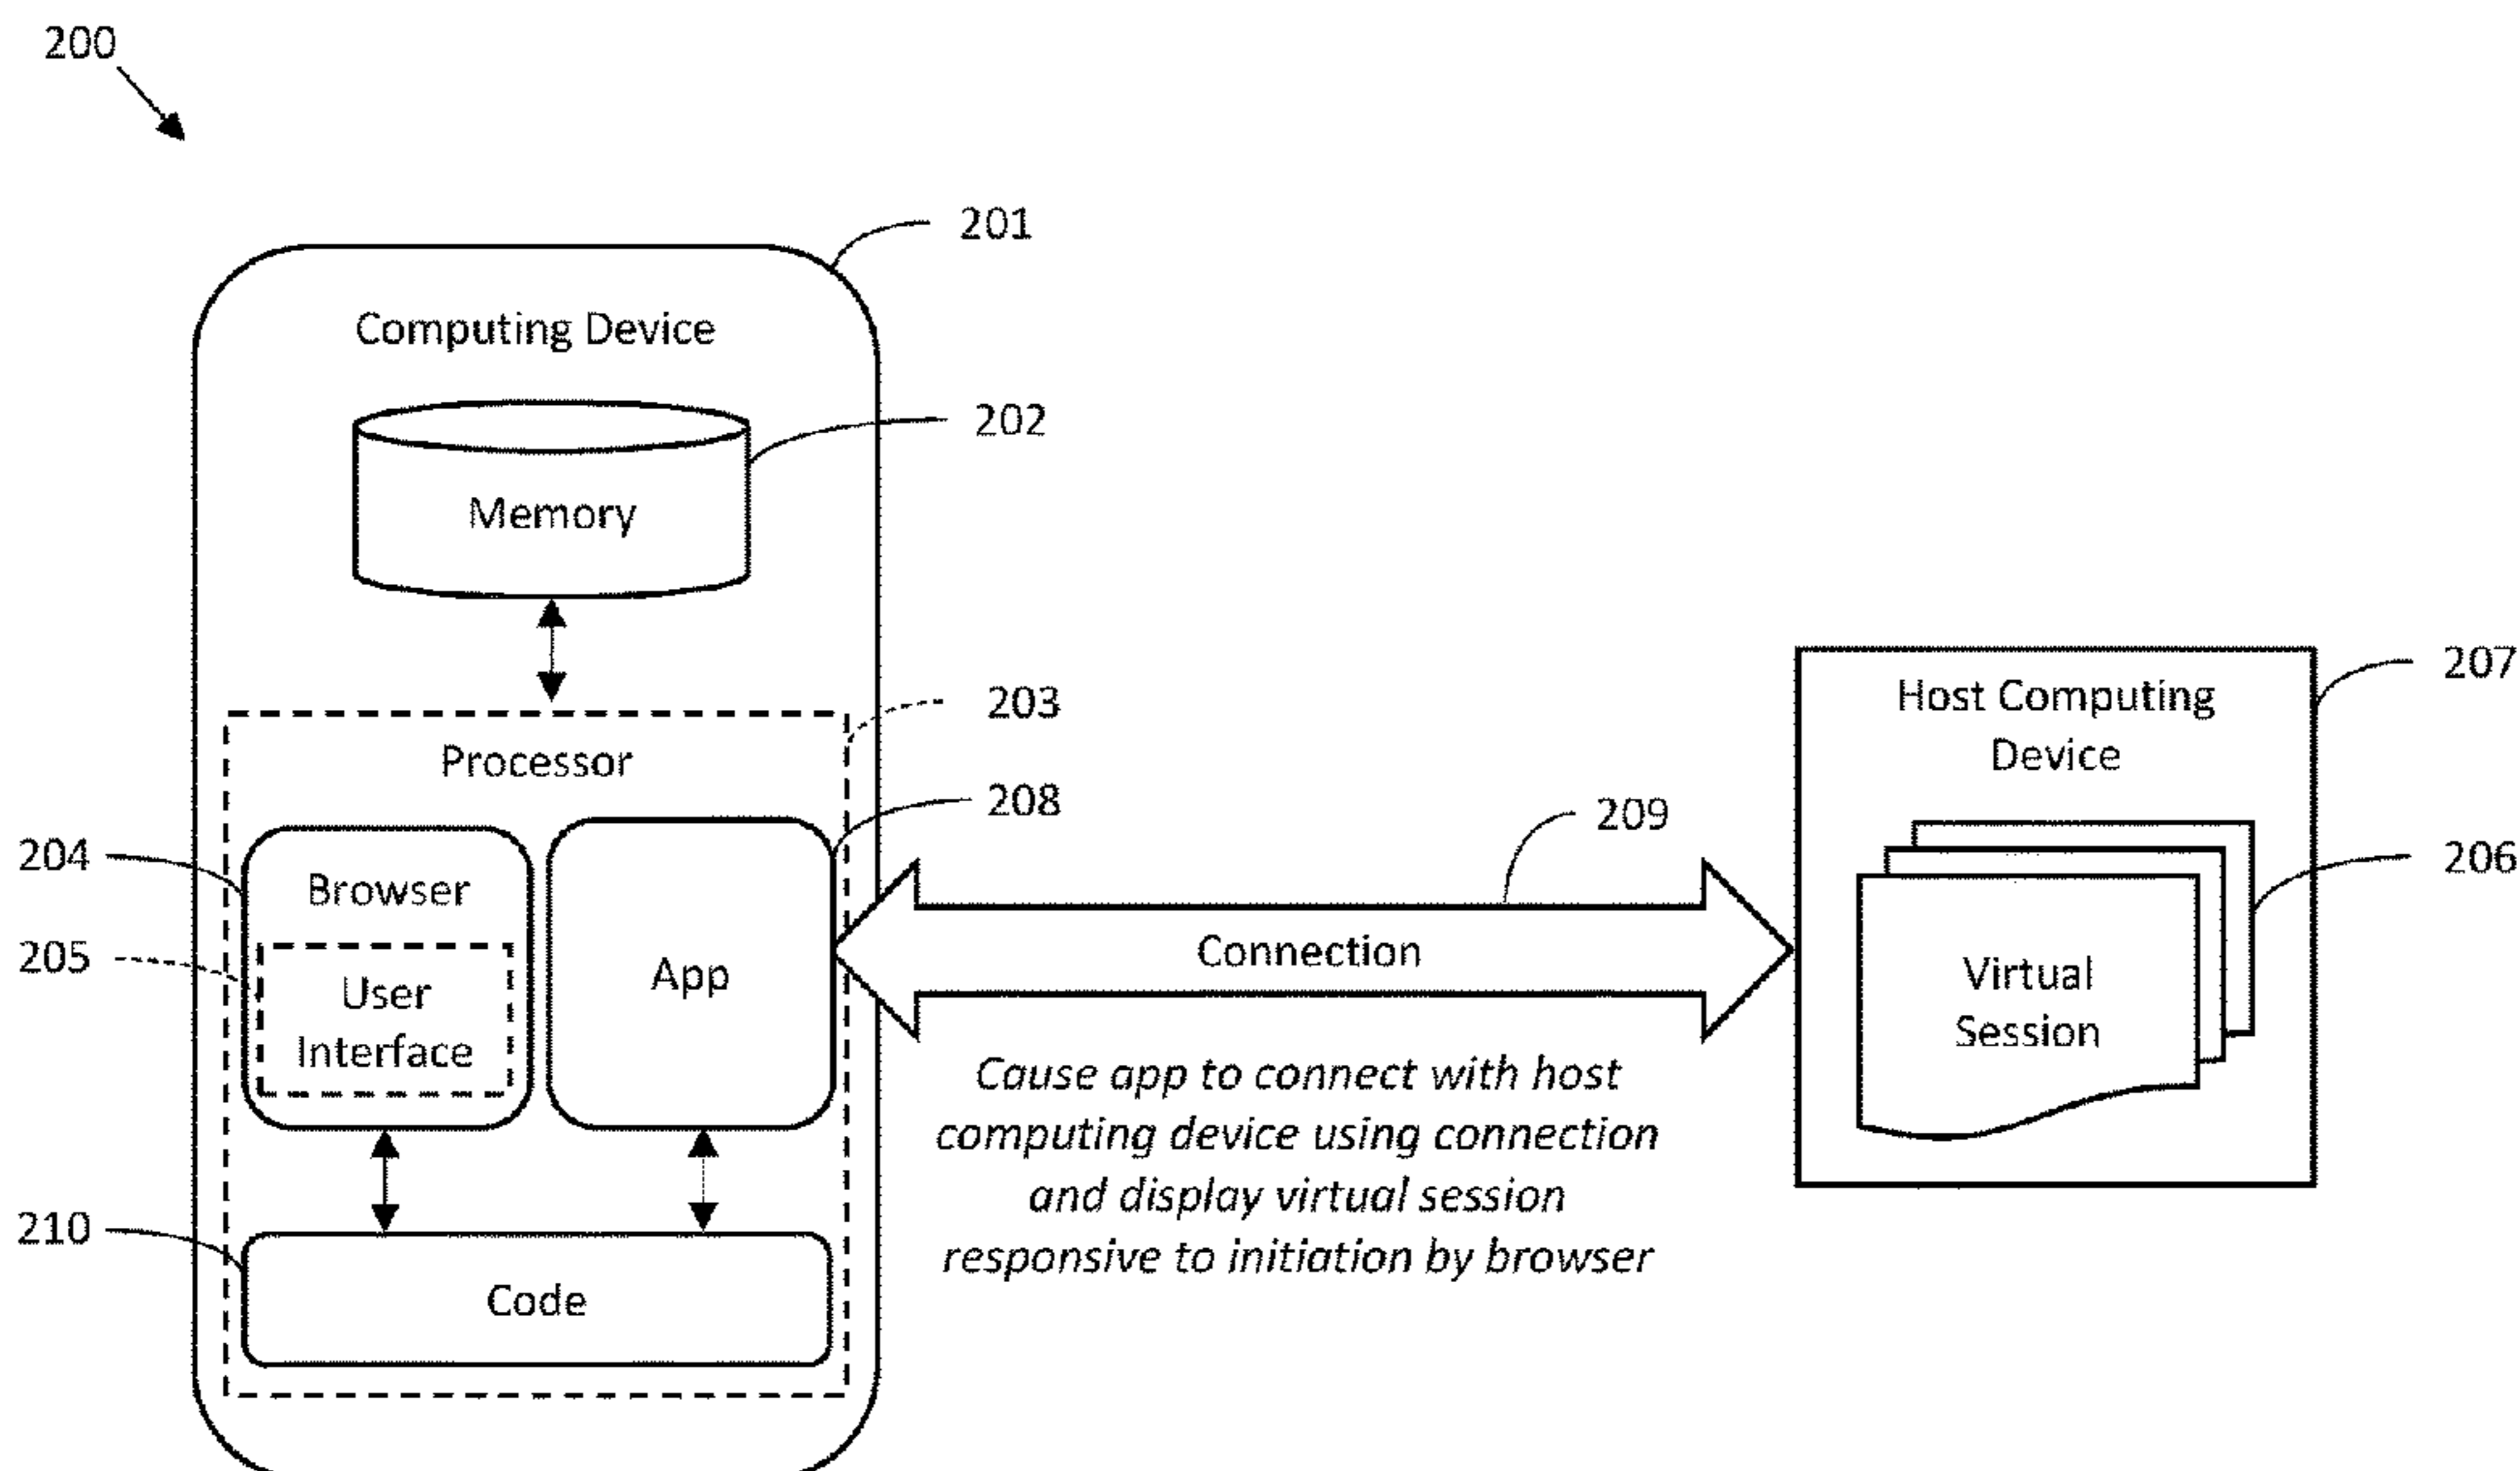 200
201
Computing Device
202
Memory
203
Processor
208
204
Browser
205
User
Interface
App
210
Code
209
Connection
Cause app to connect with host
computing device using connection
and display virtual session
responsive to initiation by browser
207
Host Computing
Device
206
Virtual
Session